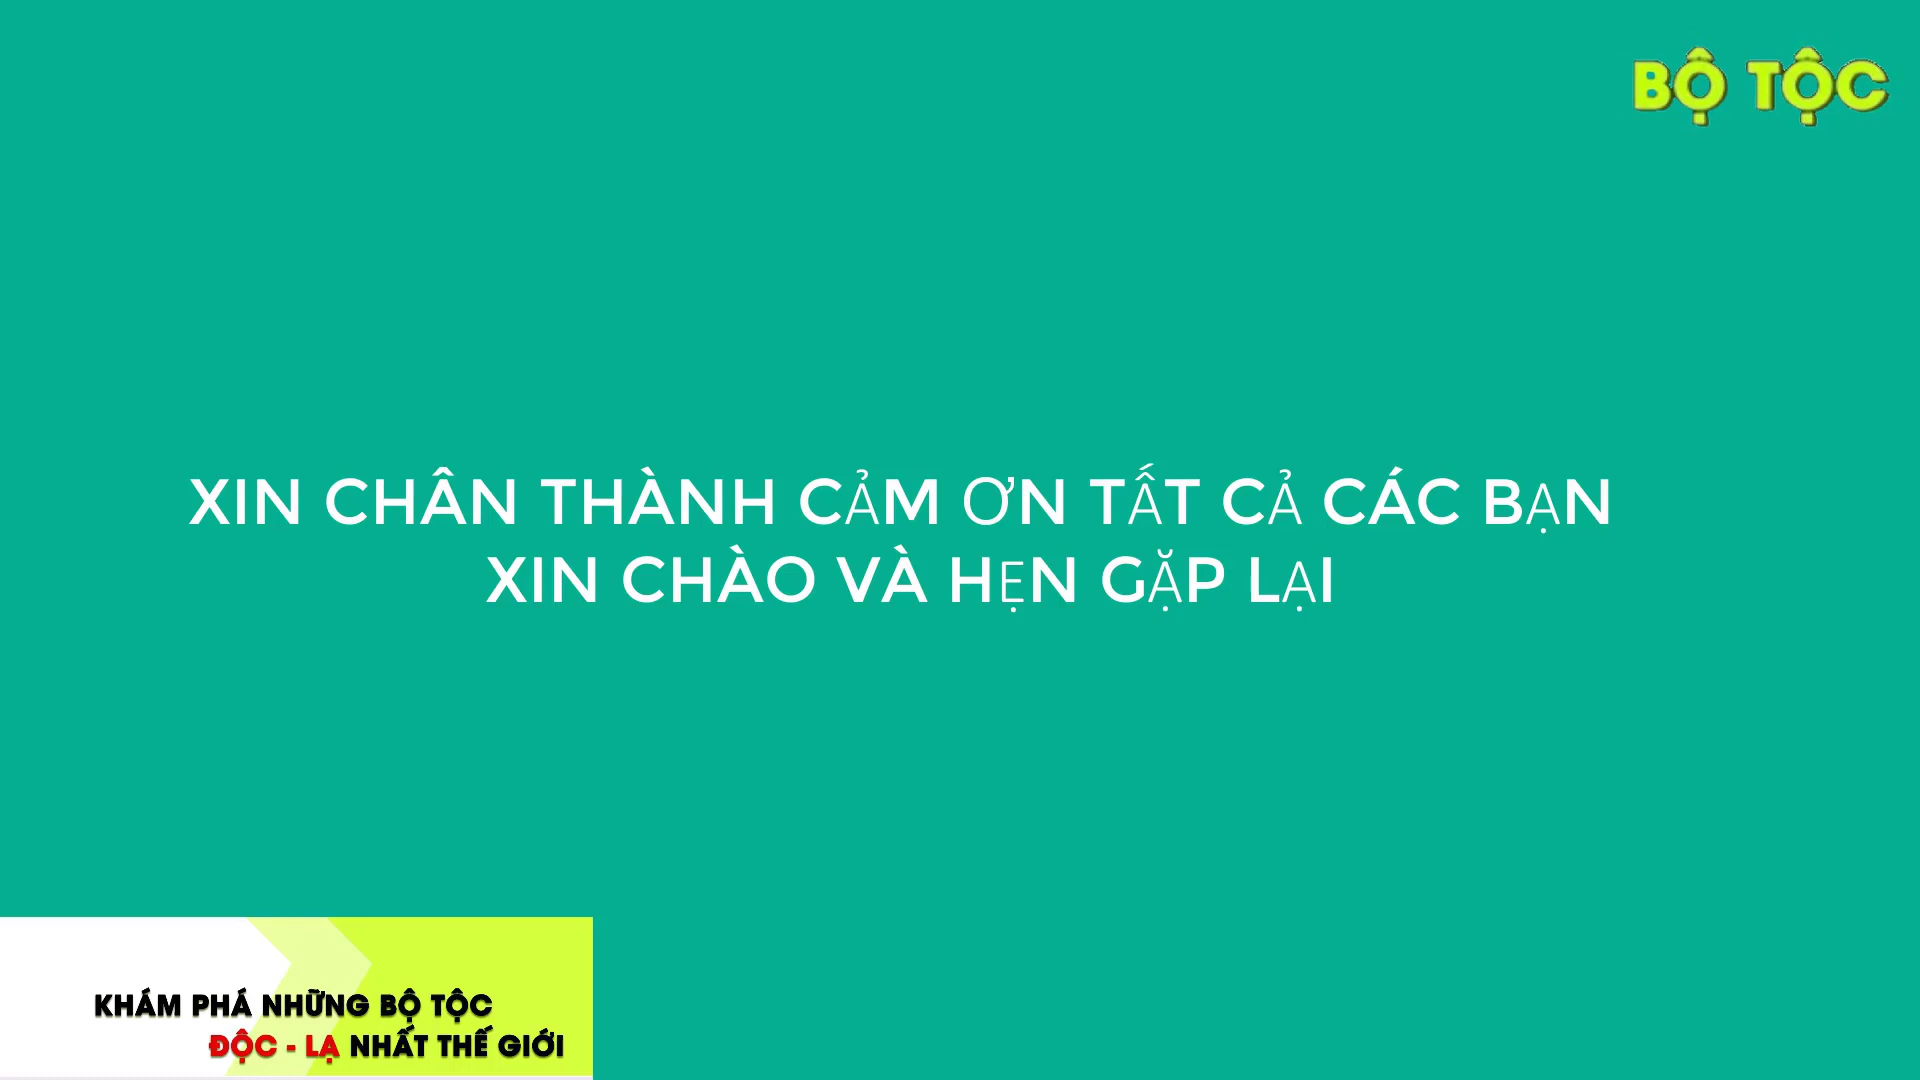 BỘ TỘC
XIN CHÂN THÀNH CẢM ƠN TẤT CẢ CÁC BẠN
XIN CHÀO VÀ HẸN GẶP LẠI
KHÁM PHÁ NHỮNG BỘ TỘC
ĐỘC - LẠ NHẤT THẾ GIỚI